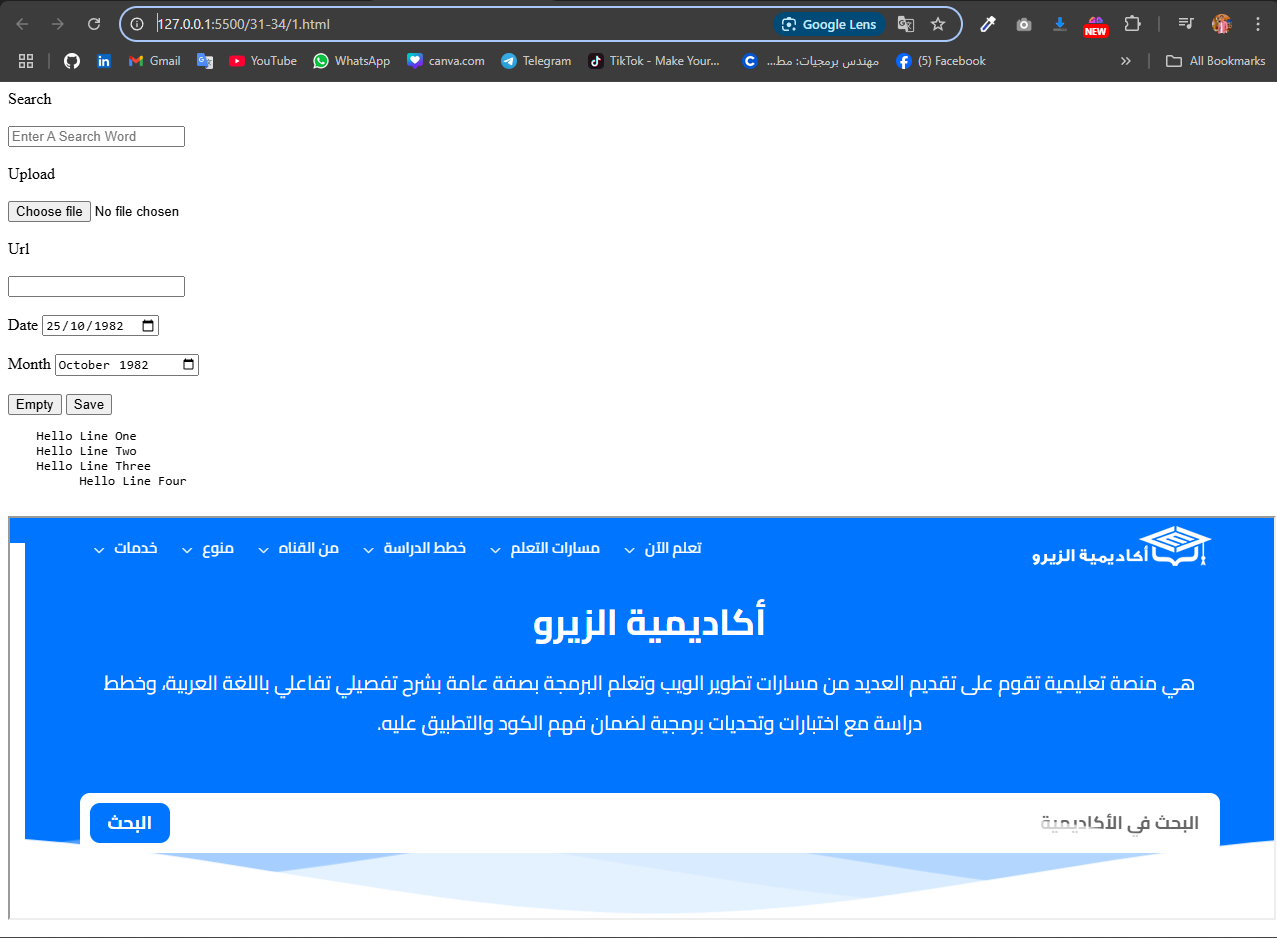 127.0.0.1:5500/31-34/1.html
Google Lens
NEW
Gmail
YouTube
WhatsApp
canva.com
Telegram
TikTok - Make Your...
مهندس برمجيات: مط...
(5) Facebook
All Bookmarks
Search
Enter A Search Word
Upload
Choose file No file chosen
Url
Date 25/10/1982
Month October 1982
Empty Save
Hello Line One
Hello Line Two
Hello Line Three
Hello Line Four
أكاديمية الزيرو
تعلم الآن
مسارات التعلم
خطط الدراسة
من القناه
منوع
خدمات
أكاديمية الزيرو
هي منصة تعليمية تقوم على تقديم العديد من مسارات تطوير الويب وتعلم البرمجة بصفة عامة بشرح تفصيلي تفاعلي باللغة العربية، وخطط
دراسة مع اختبارات وتحديات برمجية لضمان فهم الكود والتطبيق عليه.
البحث في الأكاديمية
البحث